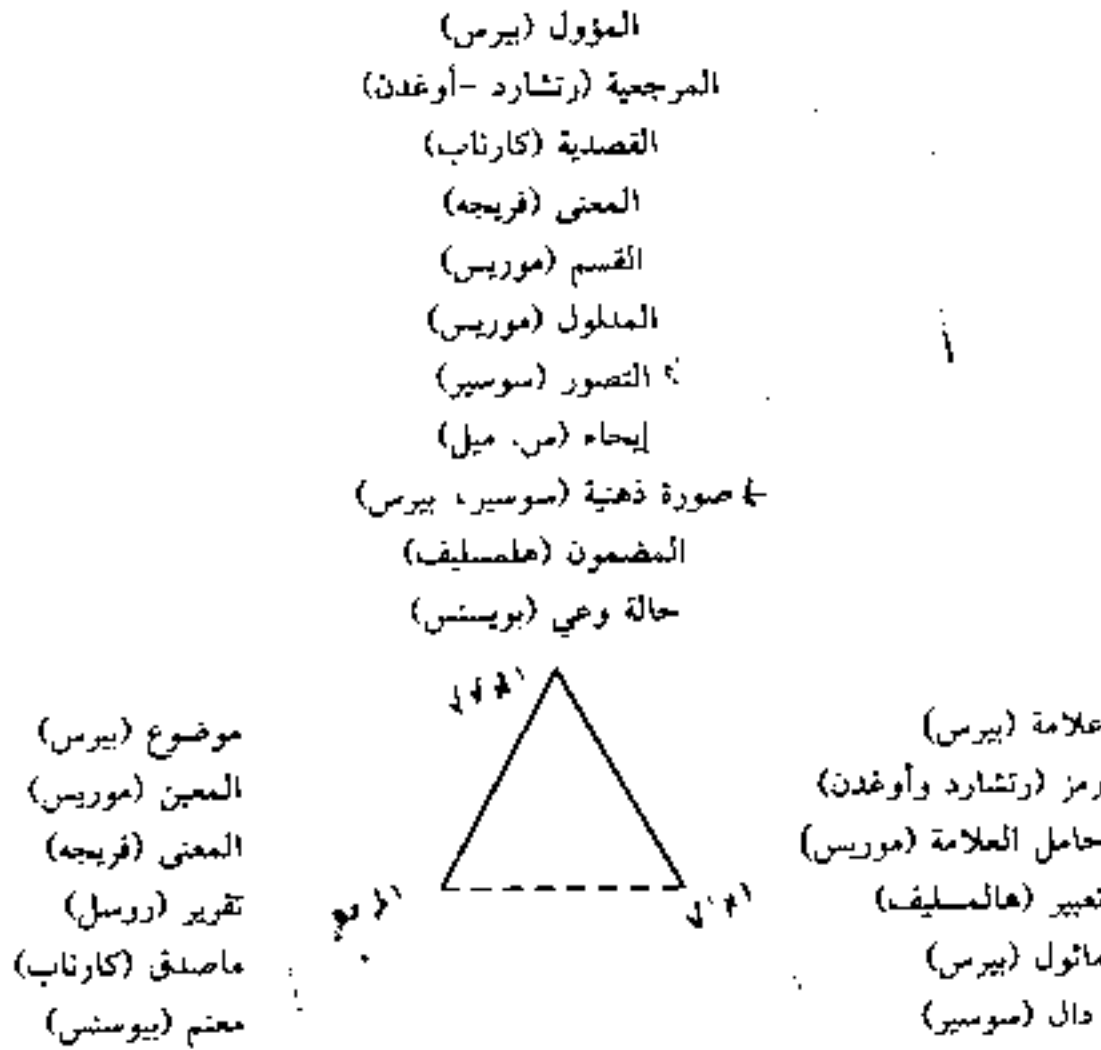 المؤول (بيرس)
المرجعية (رتشارد -أوغدن)
القصدية (كارناب)
المعنى (فريجه)
القسم (موريس)
المدلول (موريس)
التصور (سوسير)
إيحاء (س. ميل)
صورة ذهنية (سوسير، بيرس)
المضمون (هلمسليف)
حالة وعي (بويسنس)
علامة (بيرس)
رمز (رتشارد وأوغدن)
حامل العلامة (موريس)
تعبير (هالمسليف)
ماثول (بيرس)
دال (سوسير)
موضوع (بيرس)
المعين (موريس)
المعنى (فريجه)
تقرير (روسل)
ماصدق (كارناب)
معنم (بيوسنس)